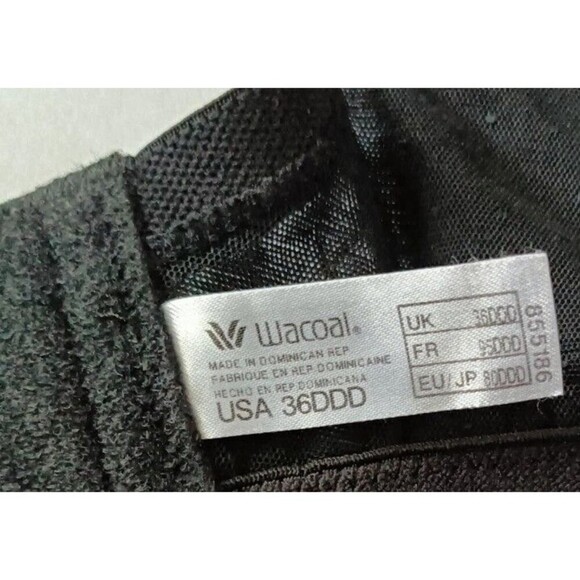 Wacoal®
MADE IN DOMINICAN REP
FABRIQUE EN REP DOMINICAINE
HECHO EN REP DOMINICANA
USA 36DDD
UK 36DDD
FR 95DDD
EU/JP 80DDD
855186